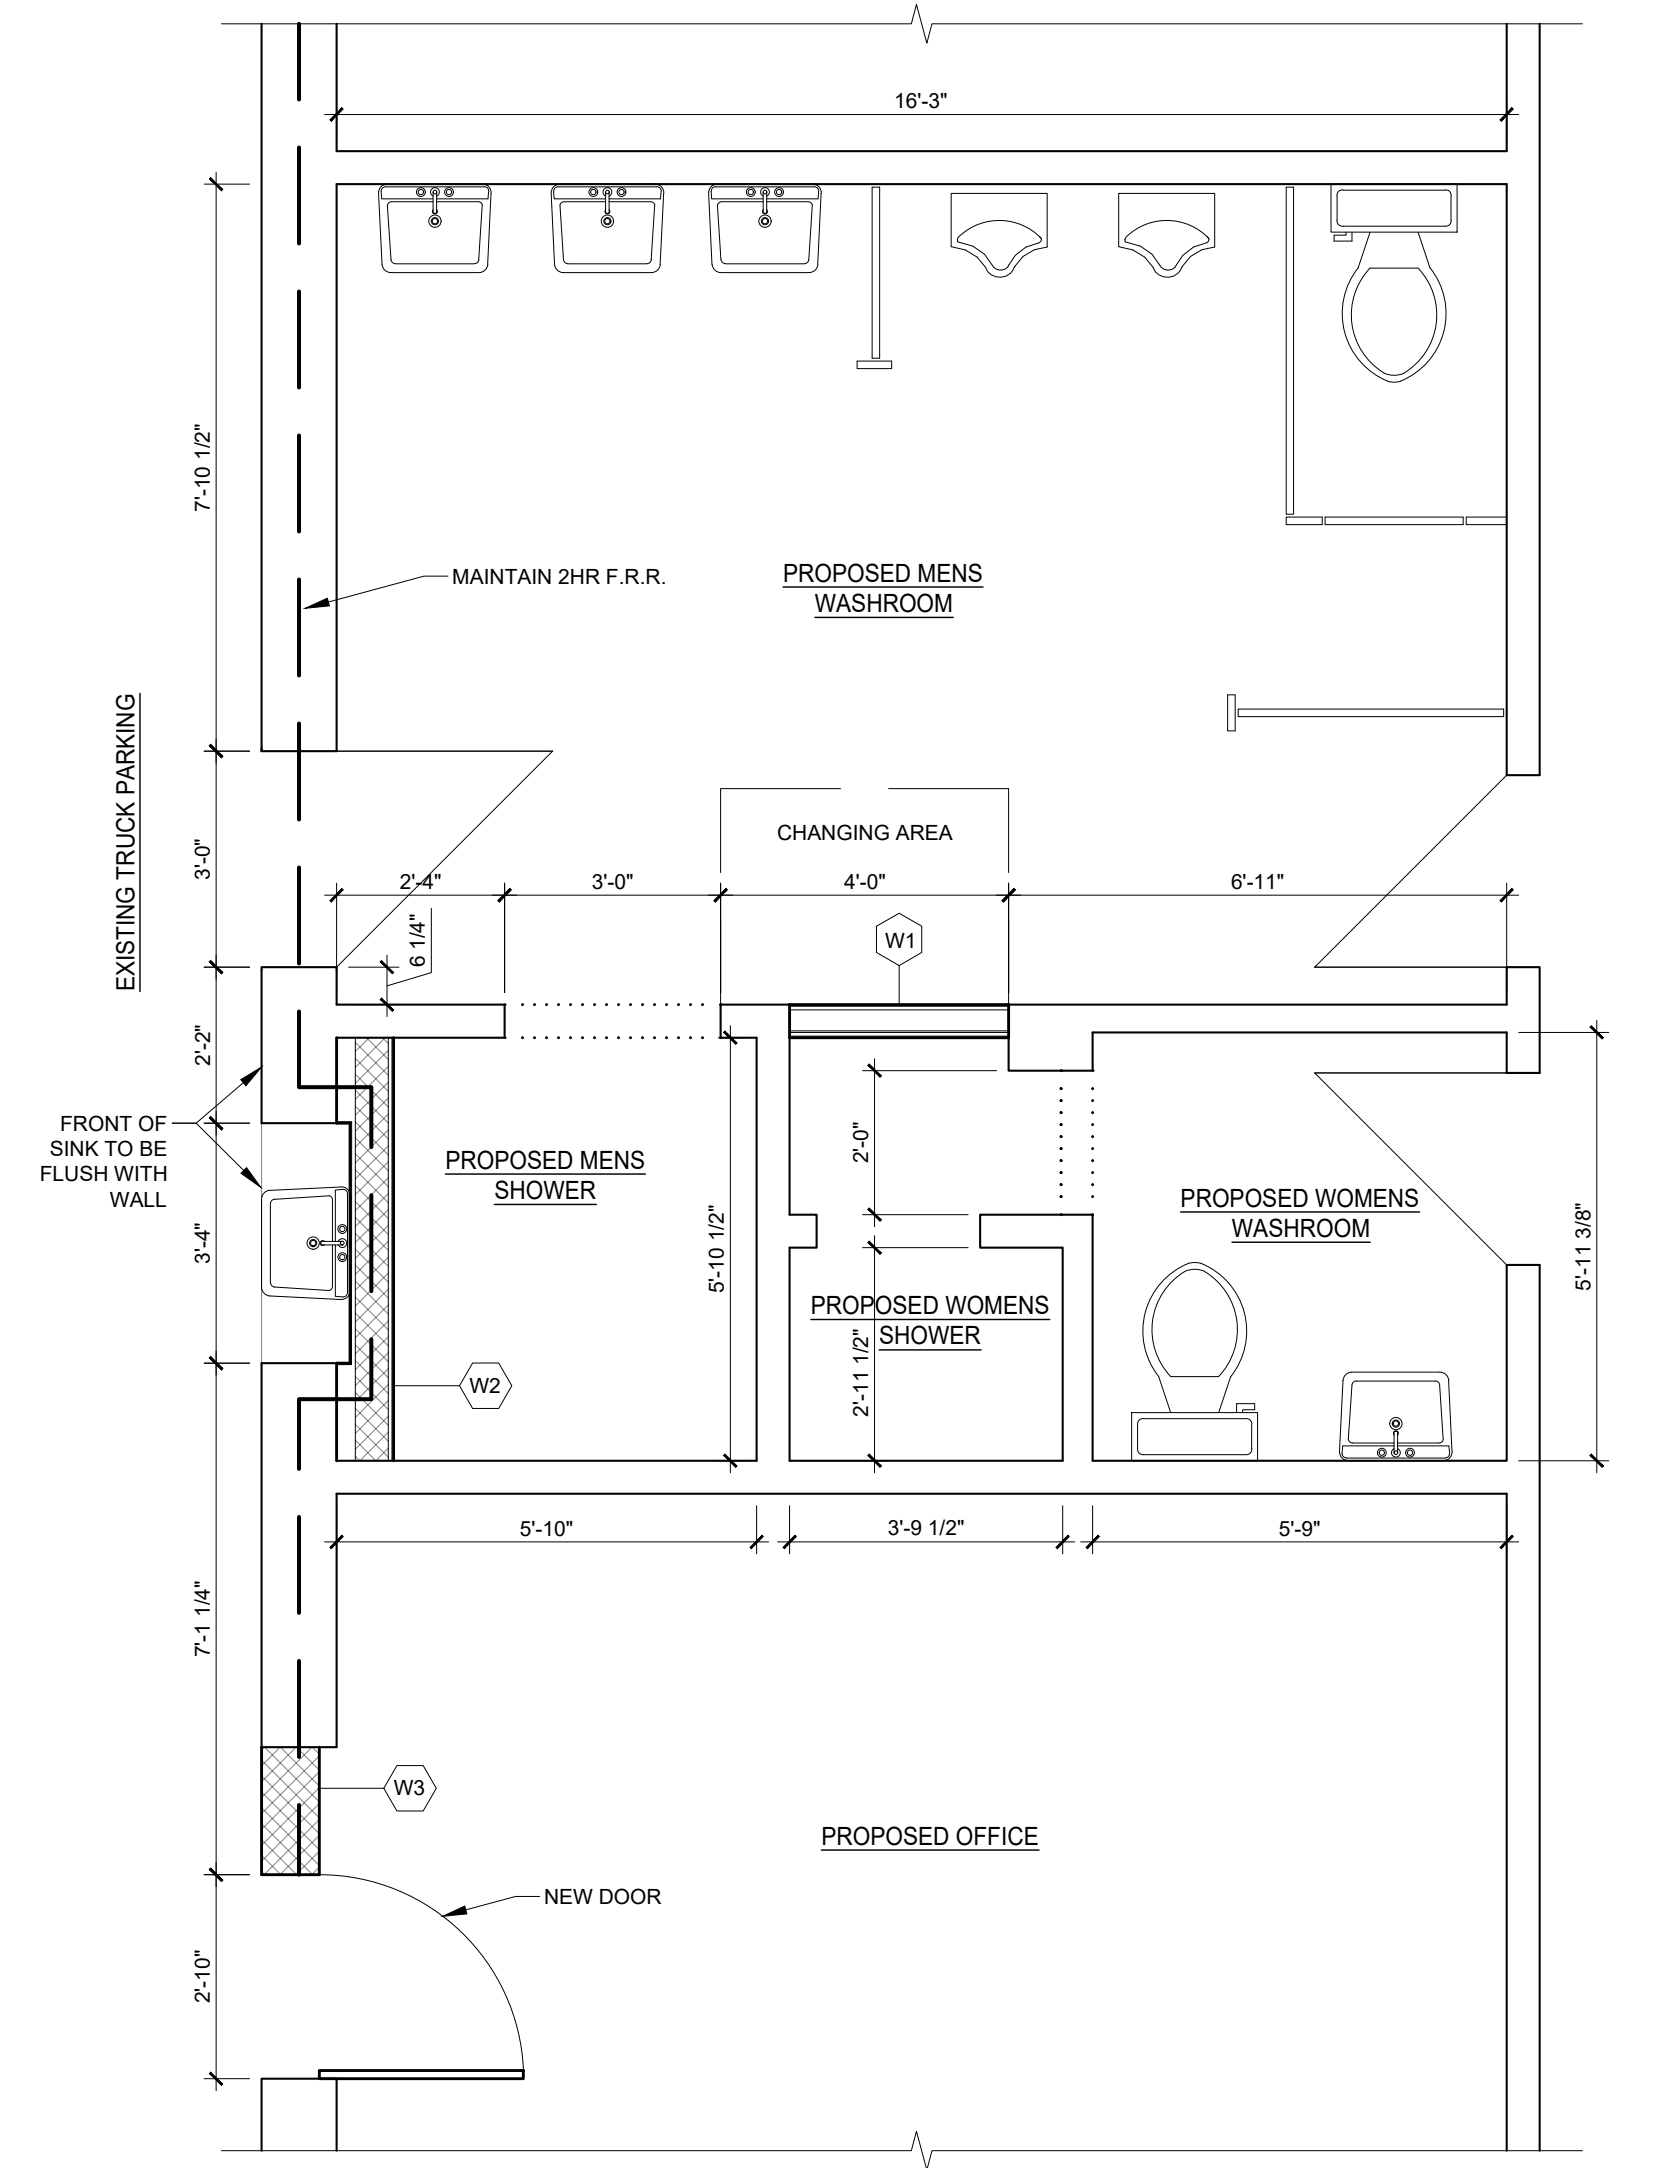 16'-3"
7'-10 1/2"
MAINTAIN 2HR F.R.R.
PROPOSED MENS
WASHROOM
EXISTING TRUCK PARKING
3'-0"
CHANGING AREA
2'-4"
3'-0"
4'-0"
6'-11"
6 1/4"
W1
2'-2"
FRONT OF
SINK TO BE
FLUSH WITH
WALL
PROPOSED MENS
SHOWER
2'-0"
PROPOSED WOMENS
WASHROOM
3'-4"
5'-10 1/2"
5'-11 3/8"
PROPOSED WOMENS
SHOWER
2'-11 1/2"
W2
5'-10"
3'-9 1/2"
5'-9"
7'-1 1/4"
W3
PROPOSED OFFICE
NEW DOOR
2'-10"